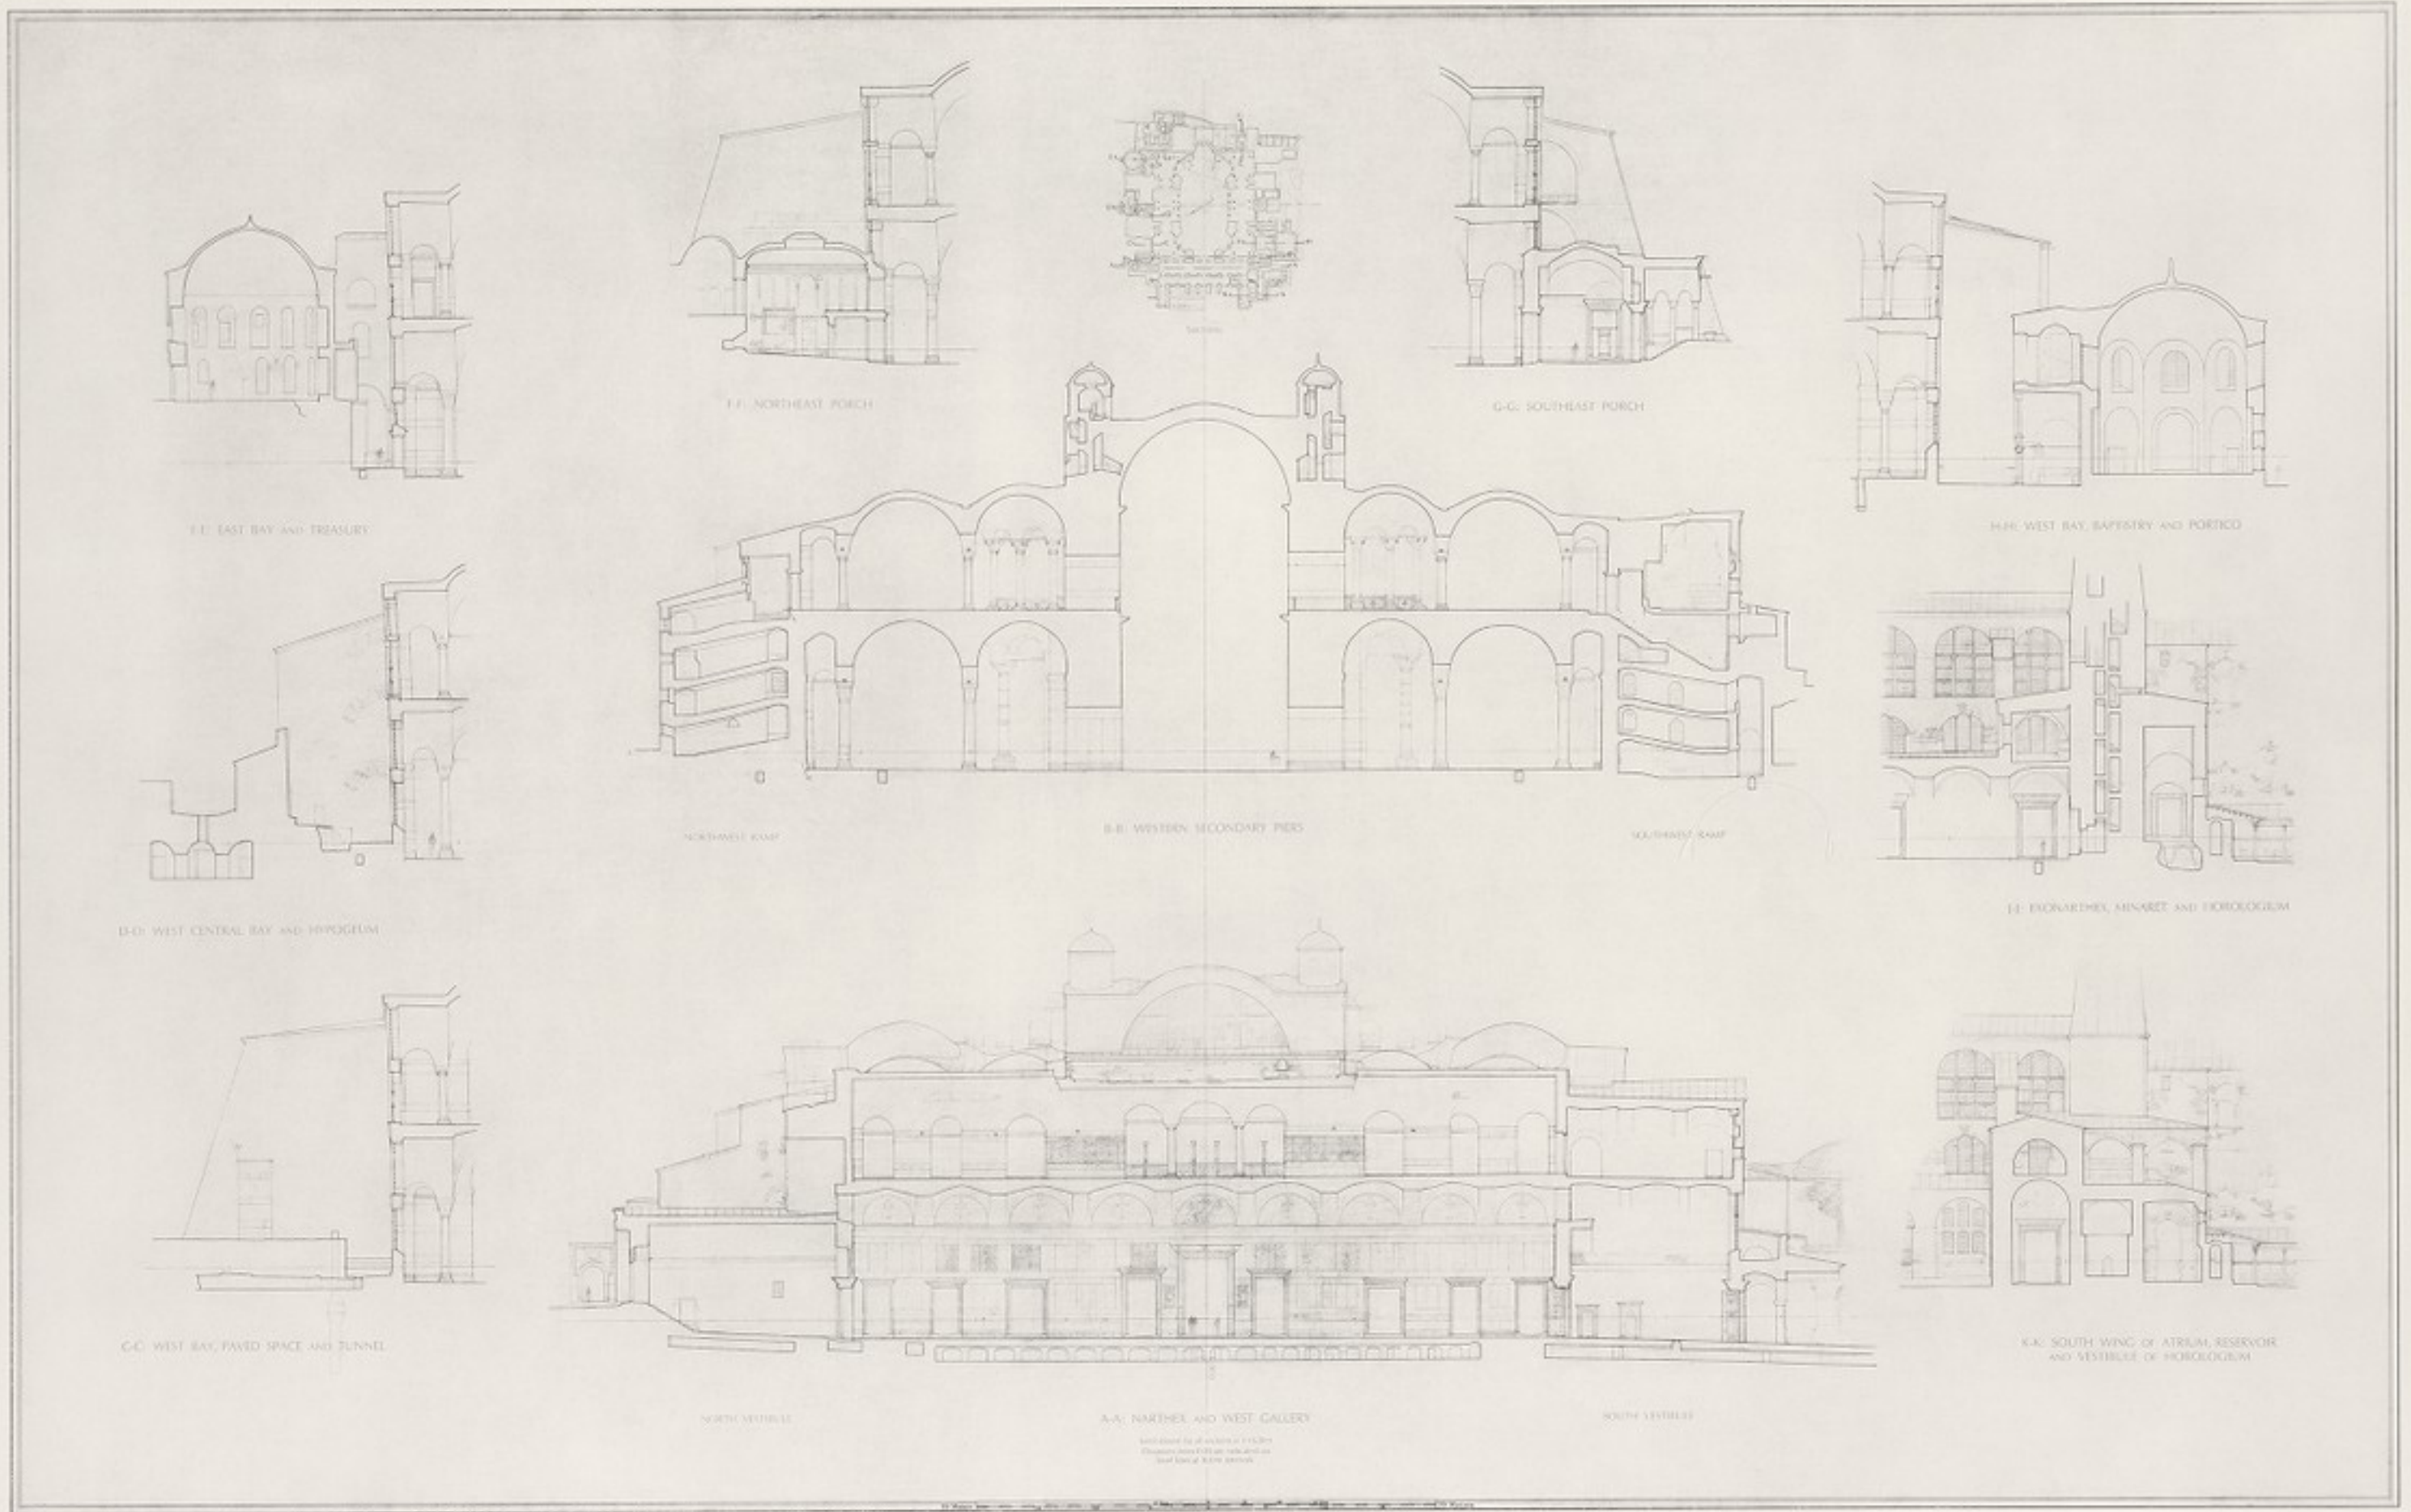 Section
F-F: NORTHEAST PORCH
G-G: SOUTHEAST PORCH
E-E: EAST BAY AND TREASURY
H-H: WEST BAY, BAPTISTRY AND PORTICO
NORTHWEST RAMP
B-B: WESTERN SECONDARY PIERS
SOUTHWEST RAMP
D-D: WEST CENTRAL BAY AND HYPOGEUM
J-J: EXONARTHEX, MINARET AND HOROLOGIUM
C-C: WEST BAY, PAVED SPACE AND TUNNEL
K-K: SOUTH WING OF ATRIUM, RESERVOIR
AND VESTIBULE OF HOROLOGIUM
NORTH VESTIBULE
A-A: NARTHEX AND WEST GALLERY
SOUTH VESTIBULE